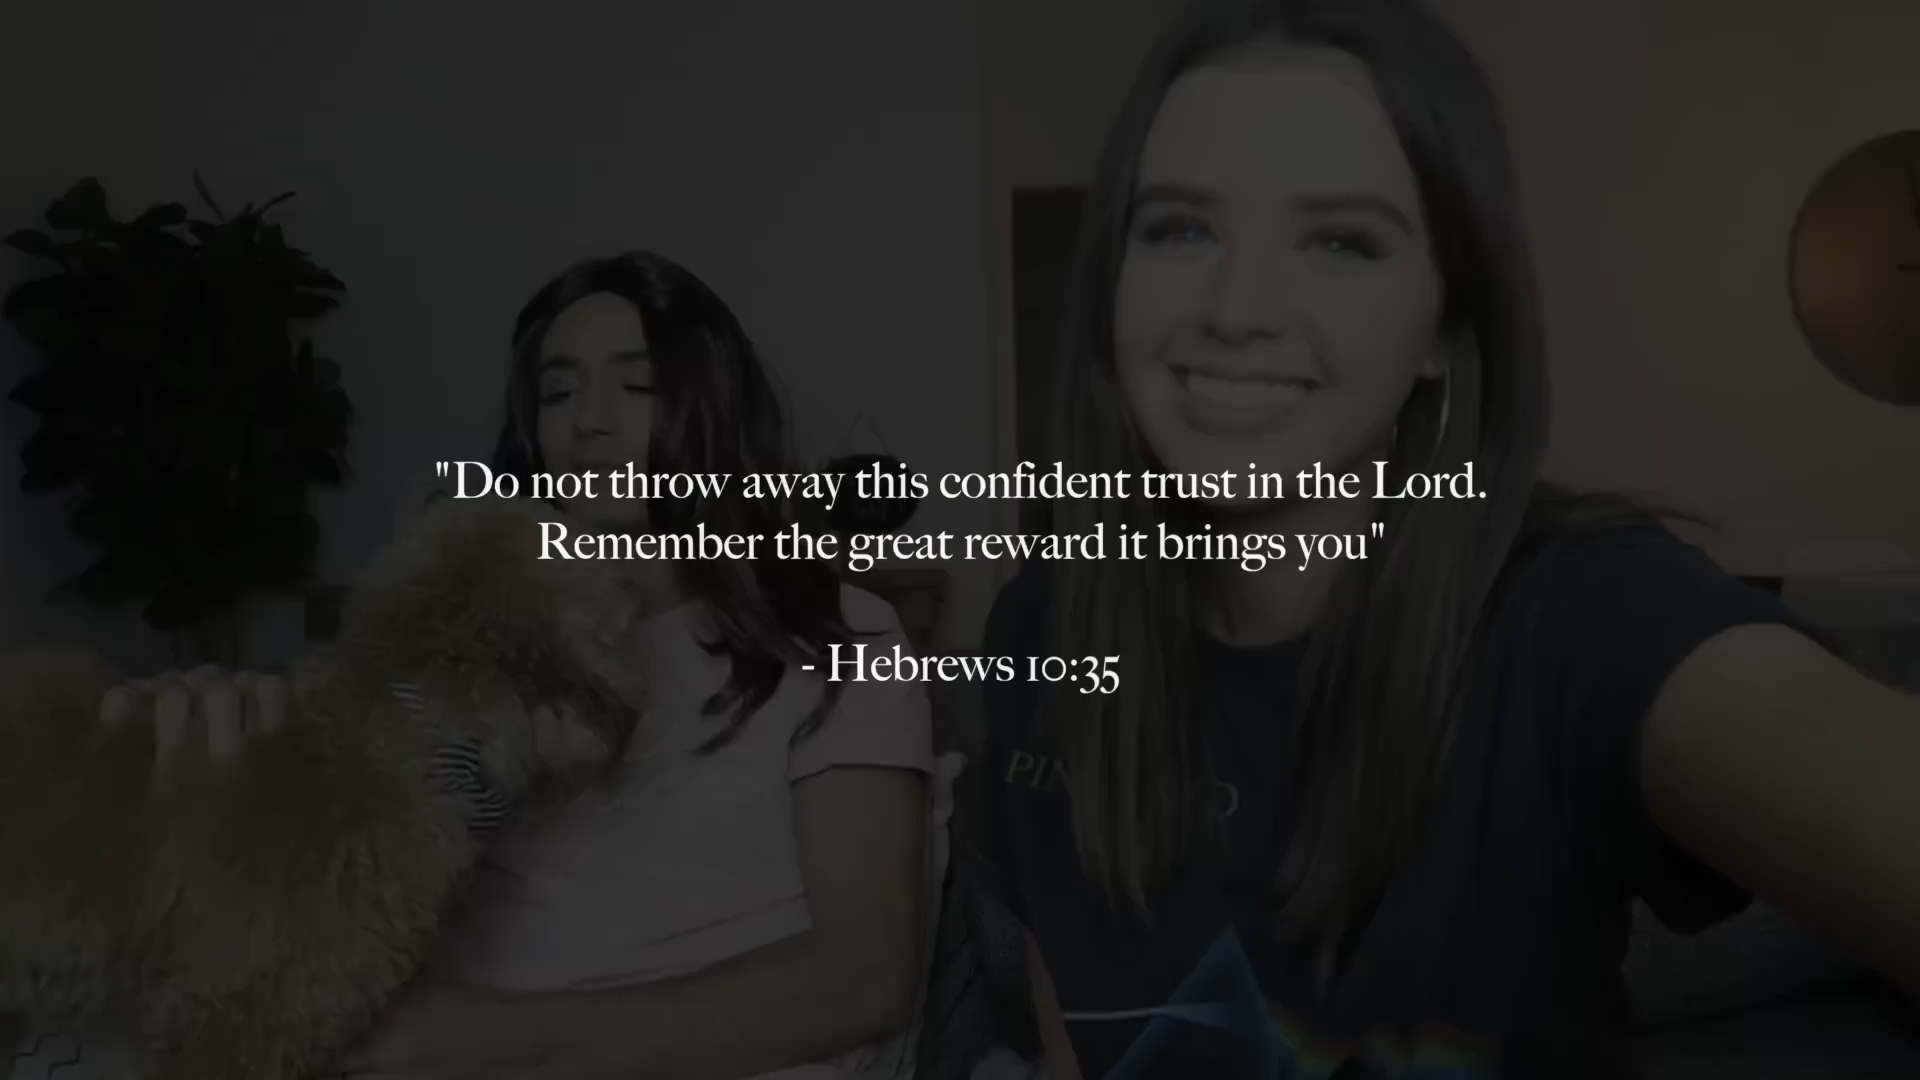 "Do not throw away this confident trust in the Lord.
Remember the great reward it brings you"
- Hebrews 10:35